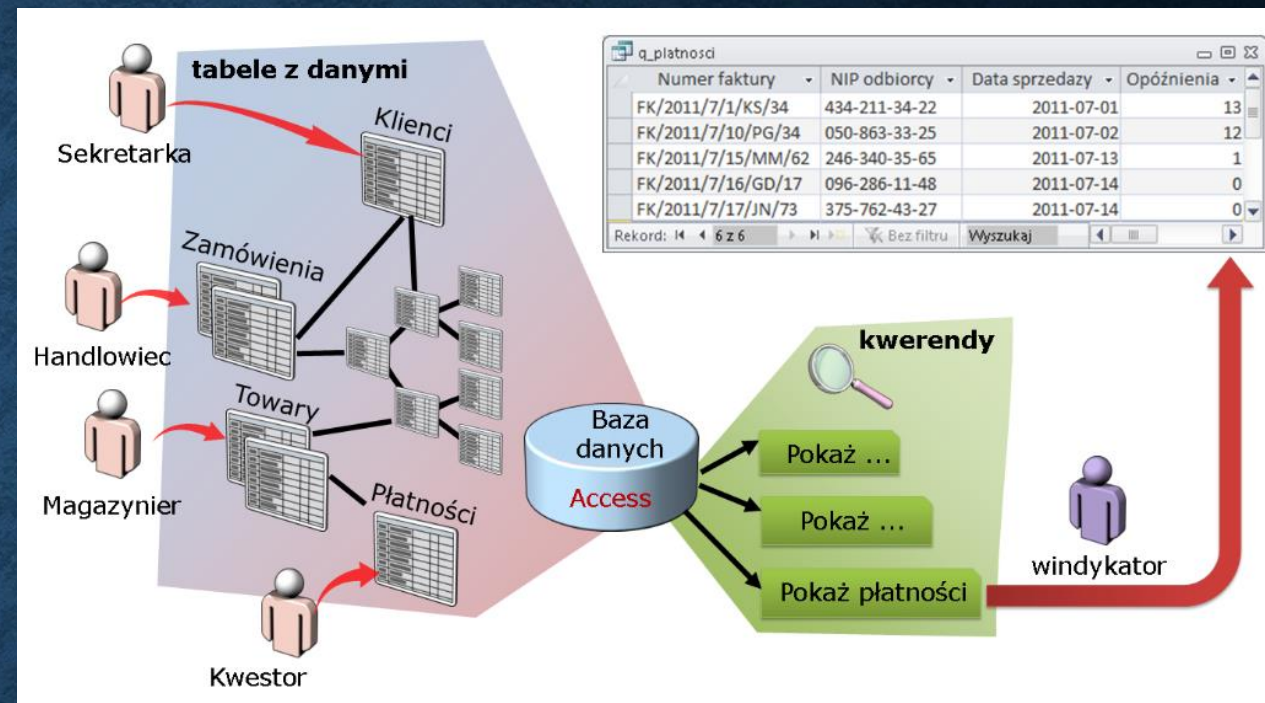 tabele z danymi
Sekretarka
Klienci
Zamówienia
Handlowiec
Towary
Magazynier
Płatności
Kwestor
Baza
danych
Access
kwerendy
Pokaż ...
Pokaż ...
Pokaż płatności
windykator
q_platnosci
Numer faktury NIP odbiorcy Data sprzedazy Opóźnienia
FK/2011/7/1/KS/34 434-211-34-22 2011-07-01 13
FK/2011/7/10/PG/34 050-863-33-25 2011-07-02 12
FK/2011/7/15/MM/62 246-340-35-65 2011-07-13 1
FK/2011/7/16/GD/17 096-286-11-48 2011-07-14 0
FK/2011/7/17/JN/73 375-762-43-27 2011-07-14 0
Rekord: 6 z 6 Bez filtru Wyszukaj